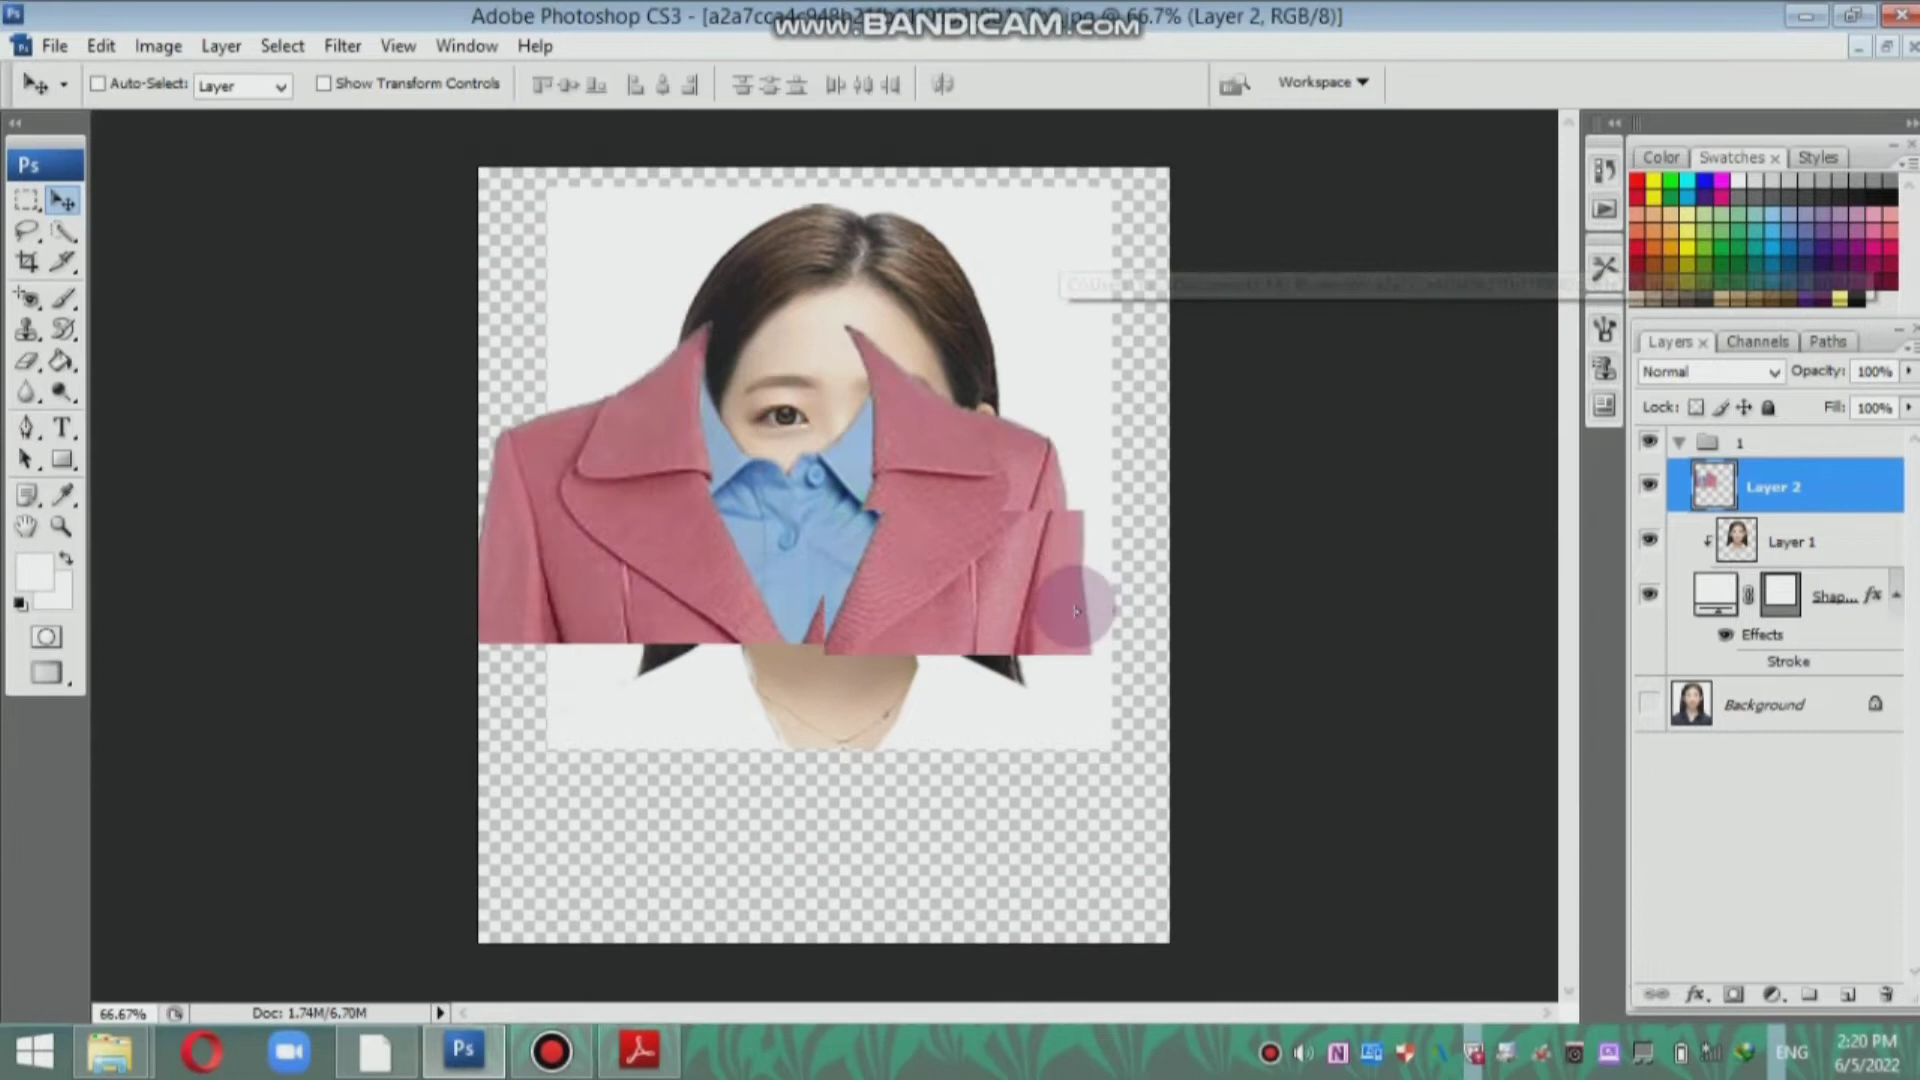 Adobe Photoshop CS3 - [
@ 66.7% (Layer 2, RGB/8)]
www.BANDICAM.com
File Edit Image Layer Select Filter View Window Help
Auto-Select: Layer Show Transform Controls Workspace
Ps
Color Swatches x Styles
Layers x Channels Paths
Normal Opacity: 100%
Lock: Fill: 100%
1
Layer 2
Layer 1
Shap... fx
Effects
Stroke
Background
fx.
66.67% Doc: 1.74M/6.70M
Ps
N
ENG
2:20 PM
6/5/2022